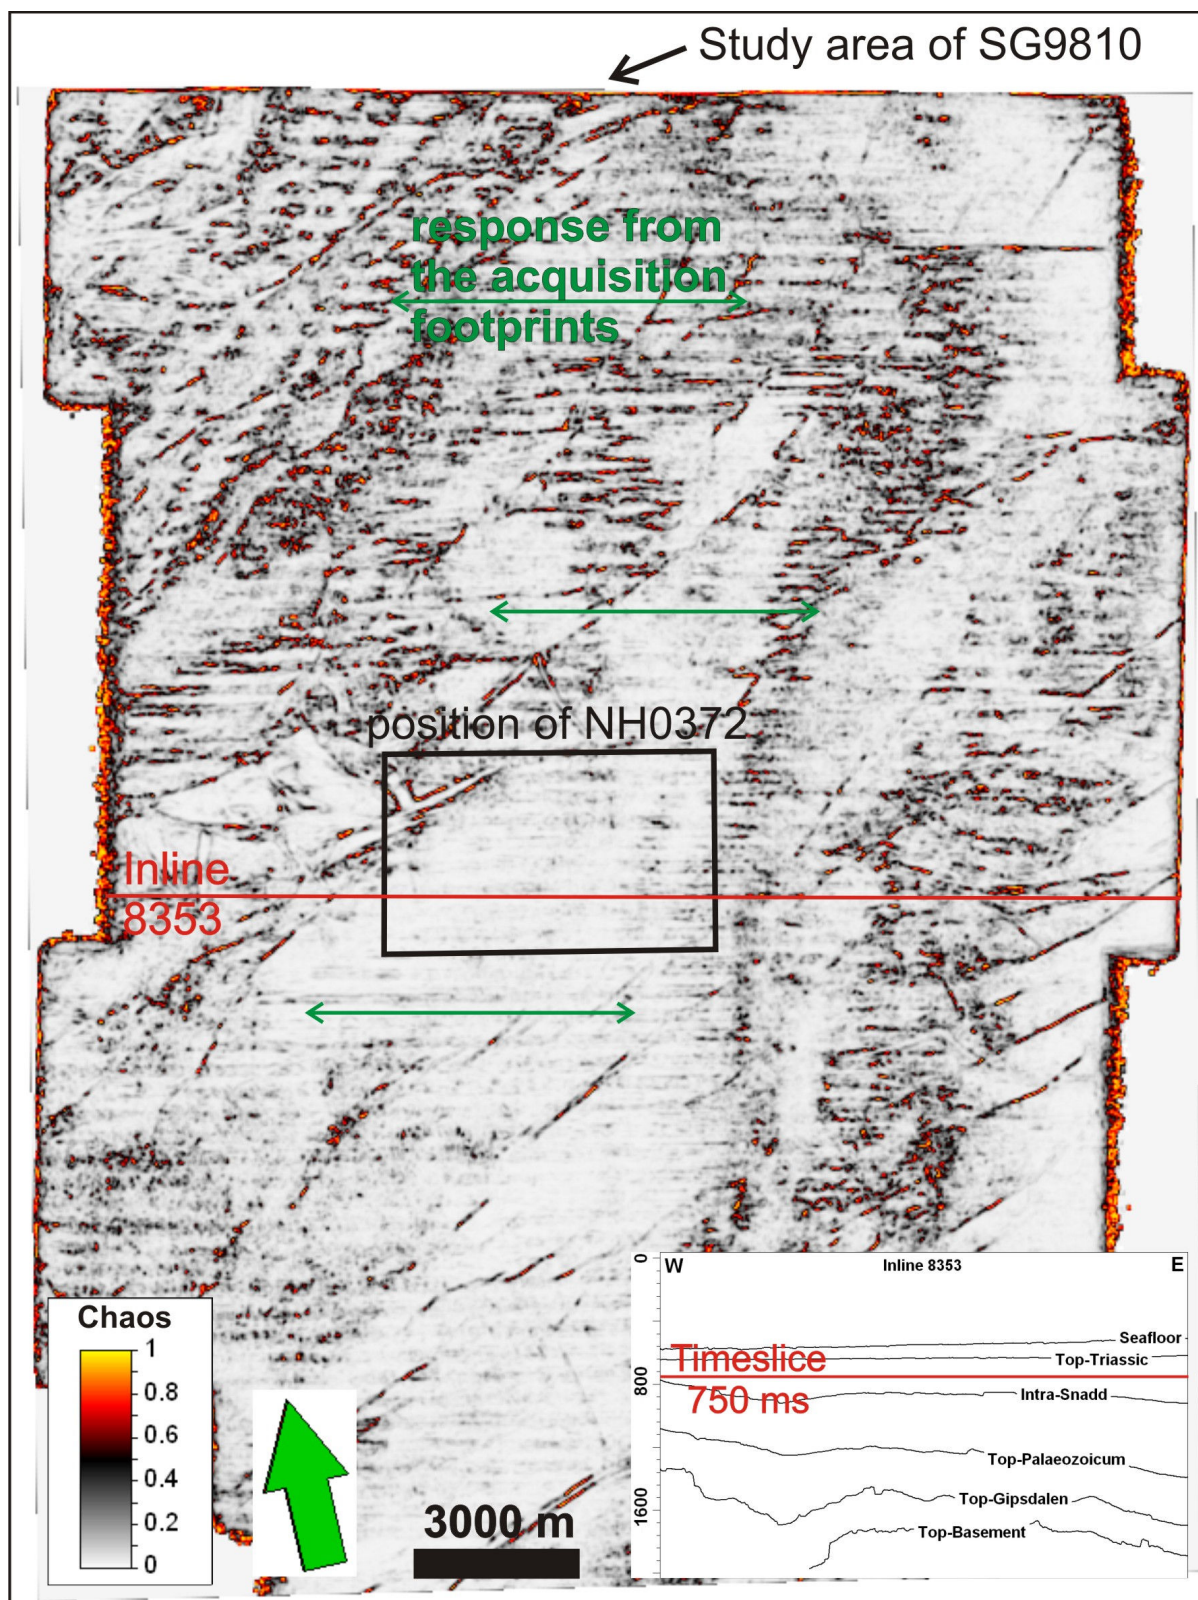 Study area of SG9810
response from
the acquisition
footprints
position of NH0372
Inline
8353
Chaos
1
0.8
0.6
0.4
0.2
0
3000 m
W
Inline 8353
E
0
800
1600
Seafloor
Top-Triassic
Timeslice
750 ms
Intra-Snadd
Top-Palaeozoicum
Top-Gipsdalen
Top-Basement